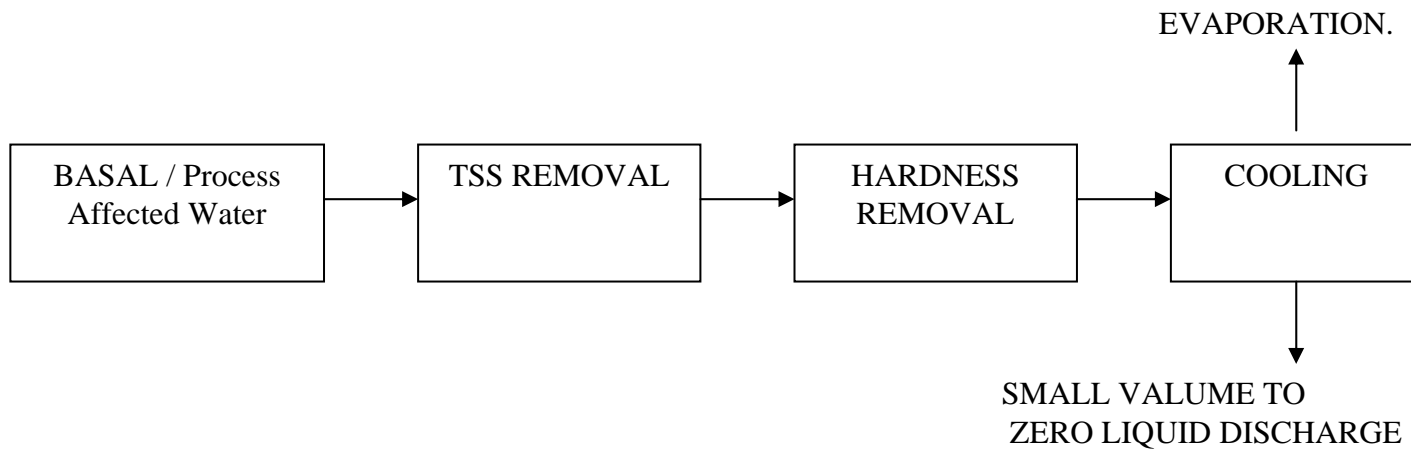 EVAPORATION.
BASAL / Process
Affected Water
TSS REMOVAL
HARDNESS
REMOVAL
COOLING
SMALL VALUME TO
ZERO LIQUID DISCHARGE